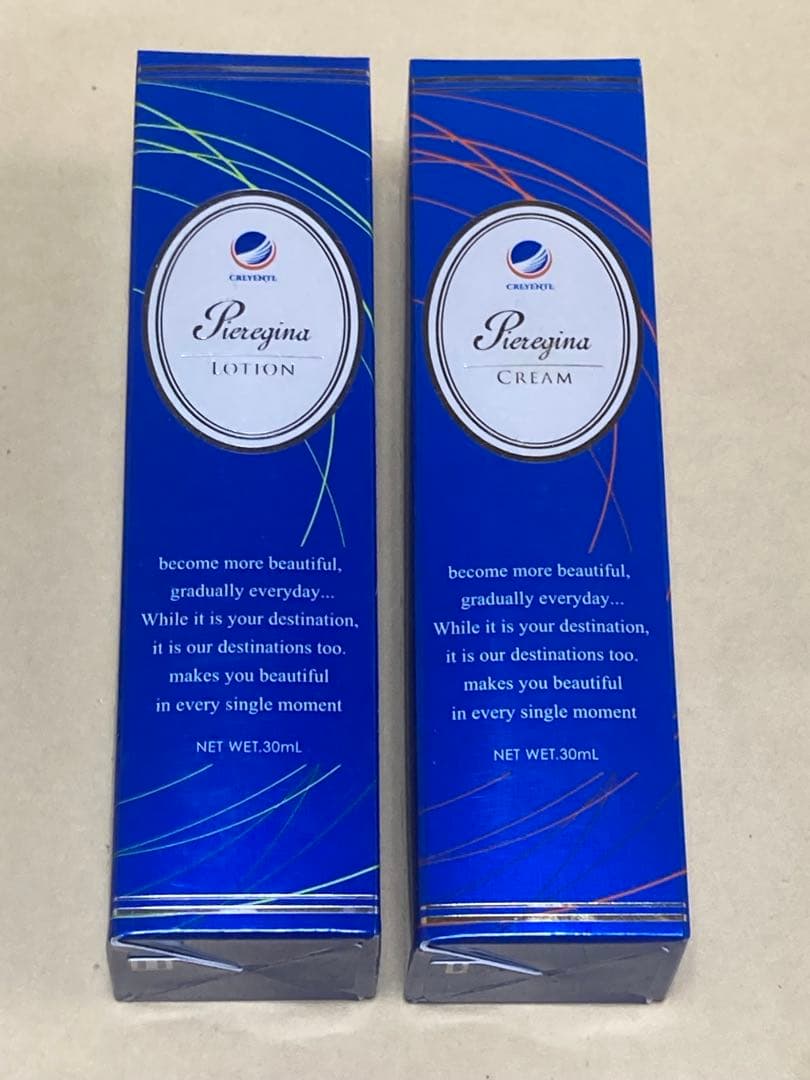 CREYENTE
Pieregina
LOTION
become more beautiful,
gradually everyday...
While it is your destination,
it is our destinations too.
makes you beautiful
in every single moment
NET WET.30mL
CREYENTE
Pieregina
CREAM
become more beautiful,
gradually everyday...
While it is your destination,
it is our destinations too.
makes you beautiful
in every single moment
NET WET.30mL